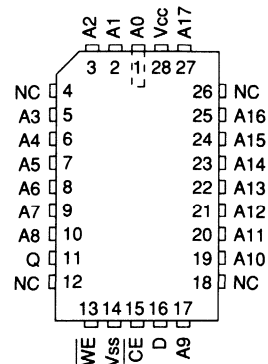 A2 A1 A0 Vcc A17
3 2 1 28 27
NC 4 26 NC
A3 5 25 A16
A4 6 24 A15
A5 7 23 A14
A6 8 22 A13
A7 9 21 A12
A8 10 20 A11
Q 11 19 A10
NC 12 18 NC
13 14 15 16 17
WE Vss CE D A9